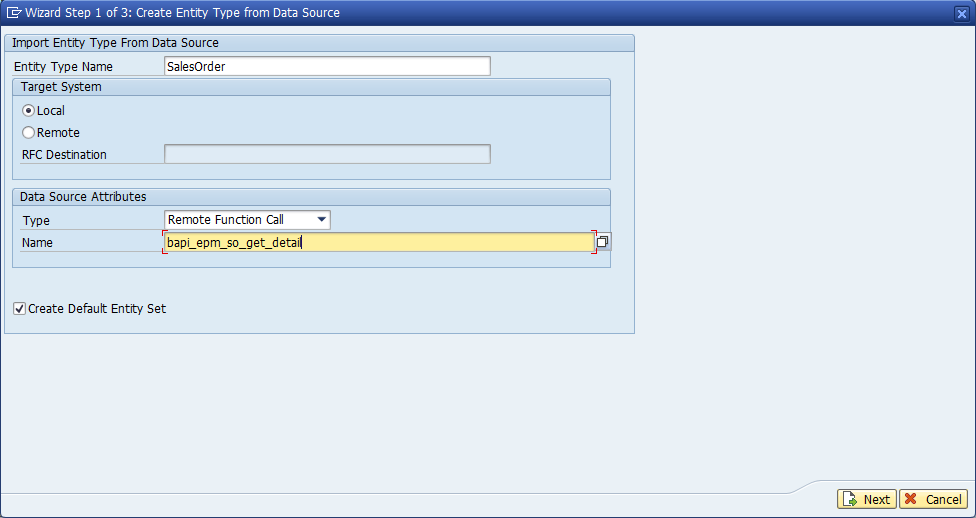 Wizard Step 1 of 3: Create Entity Type from Data Source
Import Entity Type From Data Source
Entity Type Name SalesOrder
Target System
Local
Remote
RFC Destination
Data Source Attributes
Type Remote Function Call
Name bapi_epm_so_get_detail
Create Default Entity Set
Next Cancel